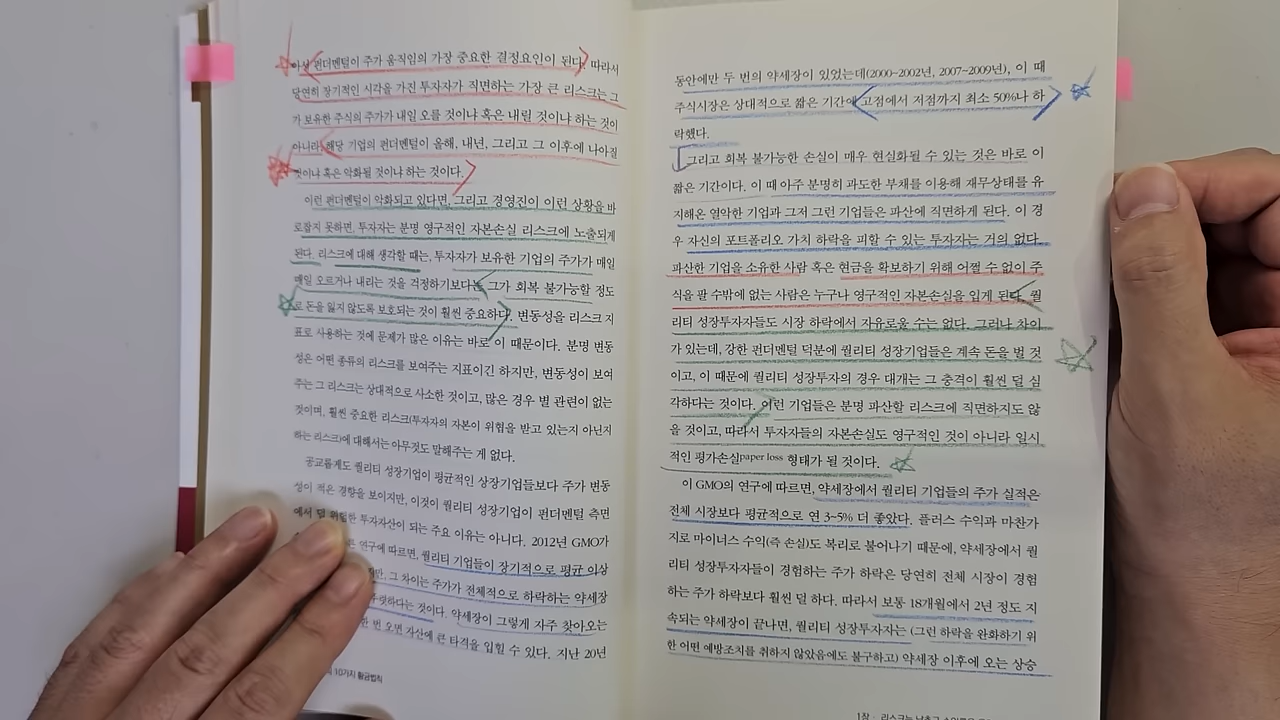 펀더멘털이 주가 움직임의 가장 중요한 결정요인이 된다. 따라서
당연히 장기적인 시각을 가진 투자자가 직면하는 가장 큰 리스크는 그
가 보유한 주식의 주가가 내일 오를 것이냐 혹은 내릴 것이냐 하는 것이
아니라 해당 기업의 펀더멘털이 올해, 내년, 그리고 그 이후에 나아질
것이냐 혹은 악화될 것이냐 하는 것이다.
이런 펀더멘털이 악화되고 있다면, 그리고 경영진이 이런 상황을 바
로잡지 못하면, 투자자는 분명 영구적인 자본손실 리스크에 노출되게
된다. 리스크에 대해 생각할 때는, 투자자가 보유한 기업의 주가가 매일
매일 오르거나 내리는 것을 걱정하기보다는 그가 회복 불가능할 정도
로 돈을 잃지 않도록 보호되는 것이 훨씬 중요하다. 변동성을 리스크 지
표로 사용하는 것에 문제가 많은 이유는 바로 이 때문이다. 분명 변동
성은 어떤 종류의 리스크를 보여주는 지표이긴 하지만, 변동성이 보여
주는 그 리스크는 상대적으로 사소한 것이고, 많은 경우 별 관련이 없는
것이며, 훨씬 중요한 리스크(투자자의 자본이 위협을 받고 있는지 아닌지
하는 리스크)에 대해서는 아무것도 말해주는 게 없다.
공교롭게도 퀄리티 성장기업이 평균적인 상장기업들보다 주가 변동
성이 적은 경향을 보이지만, 이것이 퀄리티 성장기업이 펀더멘털 측면
에서 덜 위험한 투자자산이 되는 주요 이유는 아니다. 2012년 GMO가
연구에 따르면, 퀄리티 기업들이 장기적으로 평균 이상
그 차이는 주가가 전체적으로 하락하는 약세장
것이다. 약세장이 그렇게 자주 찾아오는
한 번 오면 자산에 큰 타격을 입힐 수 있다. 지난 20년
10가지 황금법칙
동안에만 두 번의 약세장이 있었는데(2000~2002년, 2007~2009년), 이 때
주식시장은 상대적으로 짧은 기간에 고점에서 저점까지 최소 50%나 하
락했다.
그리고 회복 불가능한 손실이 매우 현실화될 수 있는 것은 바로 이
짧은 기간이다. 이 때 아주 분명히 과도한 부채를 이용해 재무상태를 유
지해온 열악한 기업과 그저 그런 기업들은 파산에 직면하게 된다. 이 경
우 자신의 포트폴리오 가치 하락을 피할 수 있는 투자자는 거의 없다.
파산한 기업을 소유한 사람 혹은 현금을 확보하기 위해 어쩔 수 없이 주
식을 팔 수밖에 없는 사람은 누구나 영구적인 자본손실을 입게 된다. 퀄
리티 성장투자자들도 시장 하락에서 자유로울 수는 없다. 그러나 차이
가 있는데, 강한 펀더멘털 덕분에 퀄리티 성장기업들은 계속 돈을 벌 것
이고, 이 때문에 퀄리티 성장투자의 경우 대개는 그 충격이 훨씬 덜 심
각하다는 것이다. 이런 기업들은 분명 파산할 리스크에 직면하지도 않
을 것이고, 따라서 투자자들의 자본손실도 영구적인 것이 아니라 일시
적인 평가손실paper loss 형태가 될 것이다.
이 GMO의 연구에 따르면, 약세장에서 퀄리티 기업들의 주가 실적은
전체 시장보다 평균적으로 연 3~5% 더 좋았다. 플러스 수익과 마찬가
지로 마이너스 수익(즉 손실)도 복리로 불어나기 때문에, 약세장에서 퀄
리티 성장투자자들이 경험하는 주가 하락은 당연히 전체 시장이 경험
하는 주가 하락보다 훨씬 덜 하다. 따라서 보통 18개월에서 2년 정도 지
속되는 약세장이 끝나면, 퀄리티 성장투자자는 (그런 하락을 완화하기 위
한 어떤 예방조치를 취하지 않았음에도 불구하고) 약세장 이후에 오는 상승
1장 · 리스크는